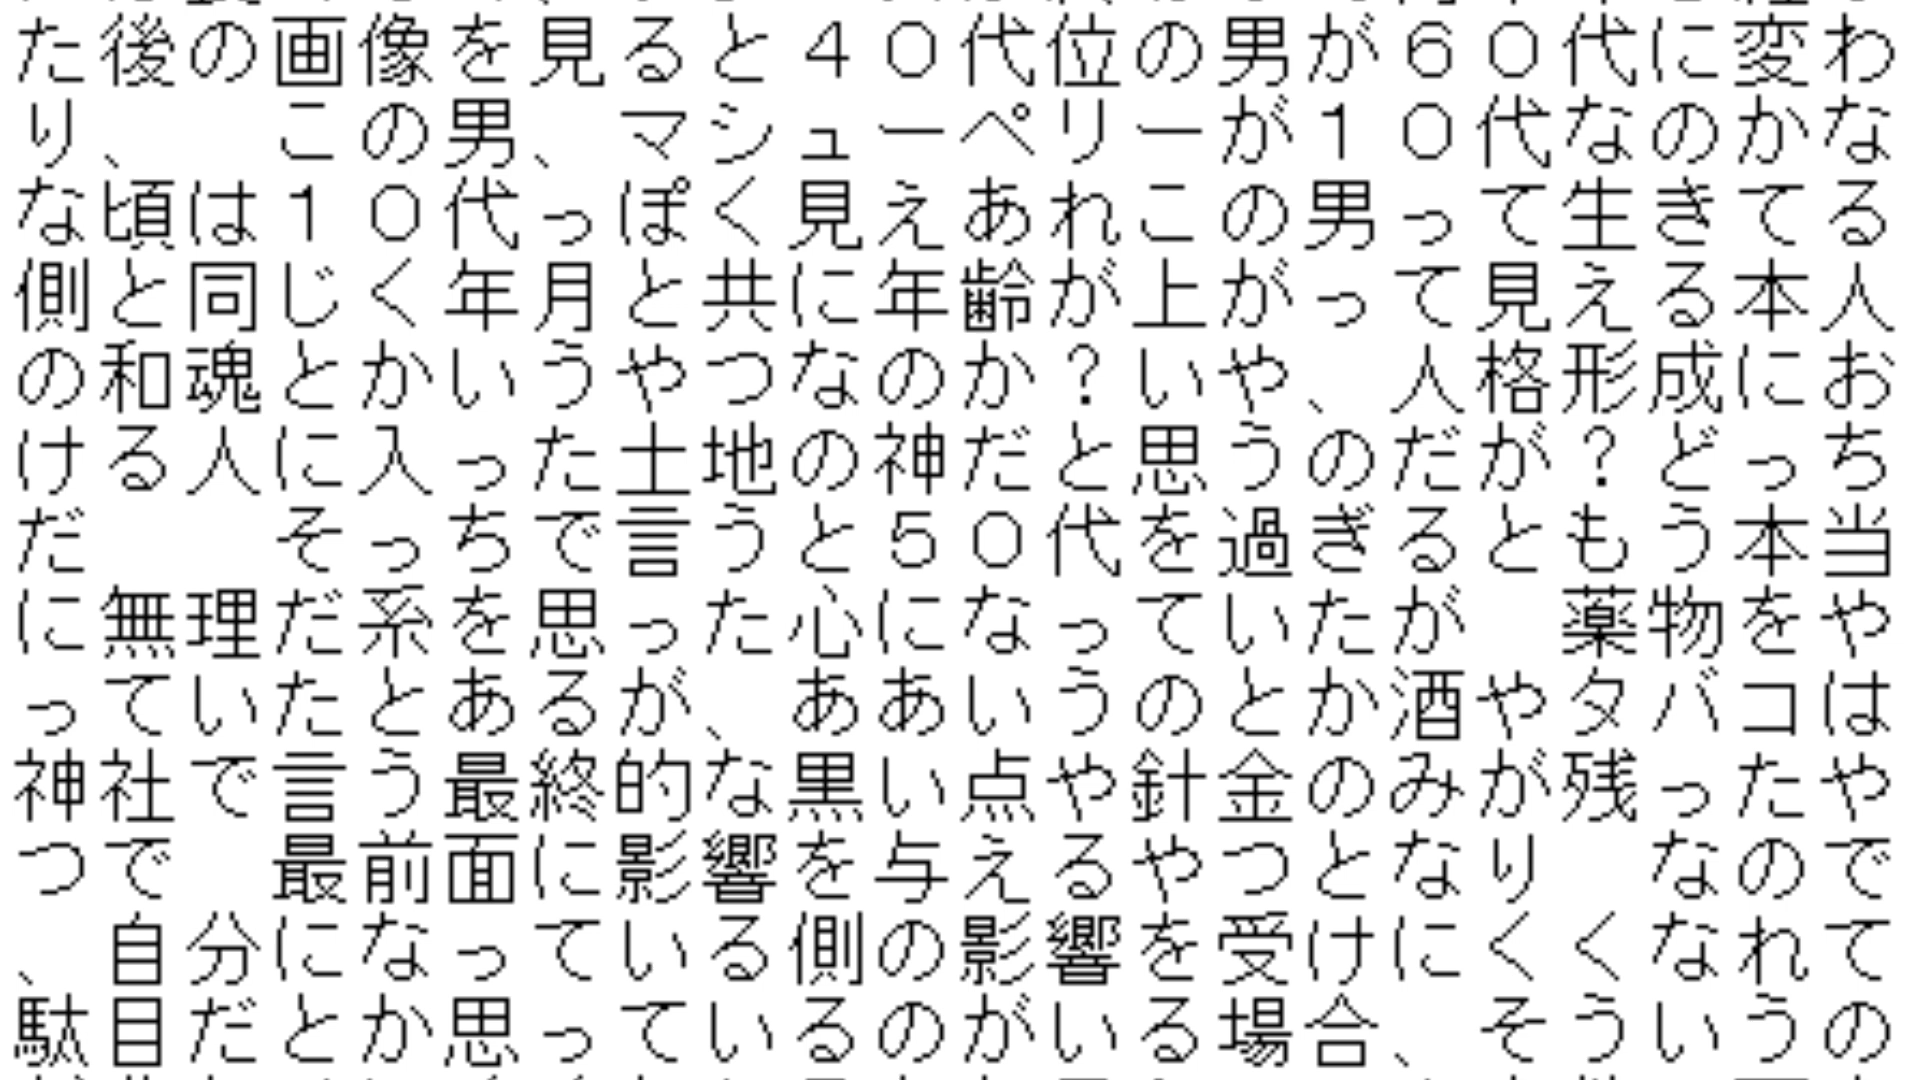 た後の画像を見ると４０代位の男が６０代に変わ
り、　この男、マシューペリーが１０代なのかな
な頃は１０代っぽく見えあれこの男って生きてる
側と同じく年月と共に年齢が上がって見える本人
の和魂とかいうやつなのか？いや、人格形成にお
ける人に入った土地の神だと思うのだが？どっち
だ　　そっちで言うと５０代を過ぎるともう本当
に無理だ系を思った心になっていたが　薬物をや
っていたとあるが、ああいうのとか酒やタバコは
神社で言う最終的な黒い点や針金のみが残ったや
つで　最前面に影響を与えるやつとなり　なので
、自分になっている側の影響を受けにくくなれて
駄目だとか思っているのがいる場合、そういうの